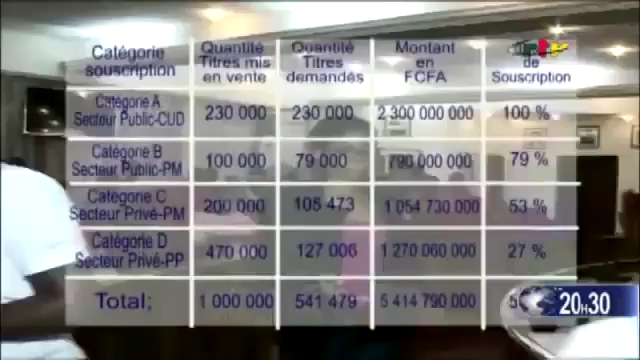 Catégorie souscription | Quantité Titres mis en vente | Quantité Titres demandés | Montant en FCFA | de Souscription
Catégorie A Secteur Public-CUD | 230 000 | 230 000 | 2 300 000 000 | 100 %
Catégorie B Secteur Public-PM | 100 000 | 79 000 | 790 000 000 | 79 %
Catégorie C Secteur Privé-PM | 200 000 | 105 473 | 1 054 730 000 | 53 %
Catégorie D Secteur Privé-PP | 470 000 | 127 006 | 1 270 060 000 | 27 %
Total; | 1 000 000 | 541 479 | 5 414 790 000
20H30